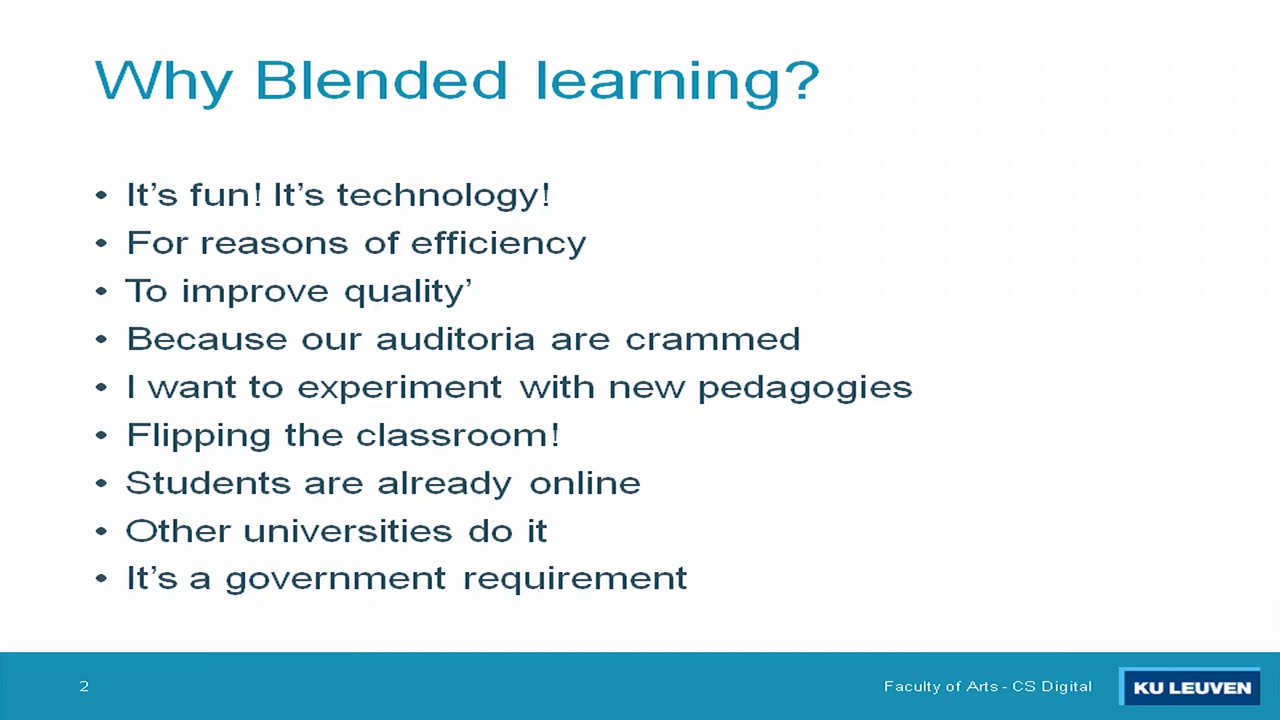 Why Blended learning?
• It’s fun! It’s technology!
• For reasons of efficiency
• To improve quality’
• Because our auditoria are crammed
• I want to experiment with new pedagogies
• Flipping the classroom!
• Students are already online
• Other universities do it
• It’s a government requirement
2
Faculty of Arts - CS Digital
KU LEUVEN